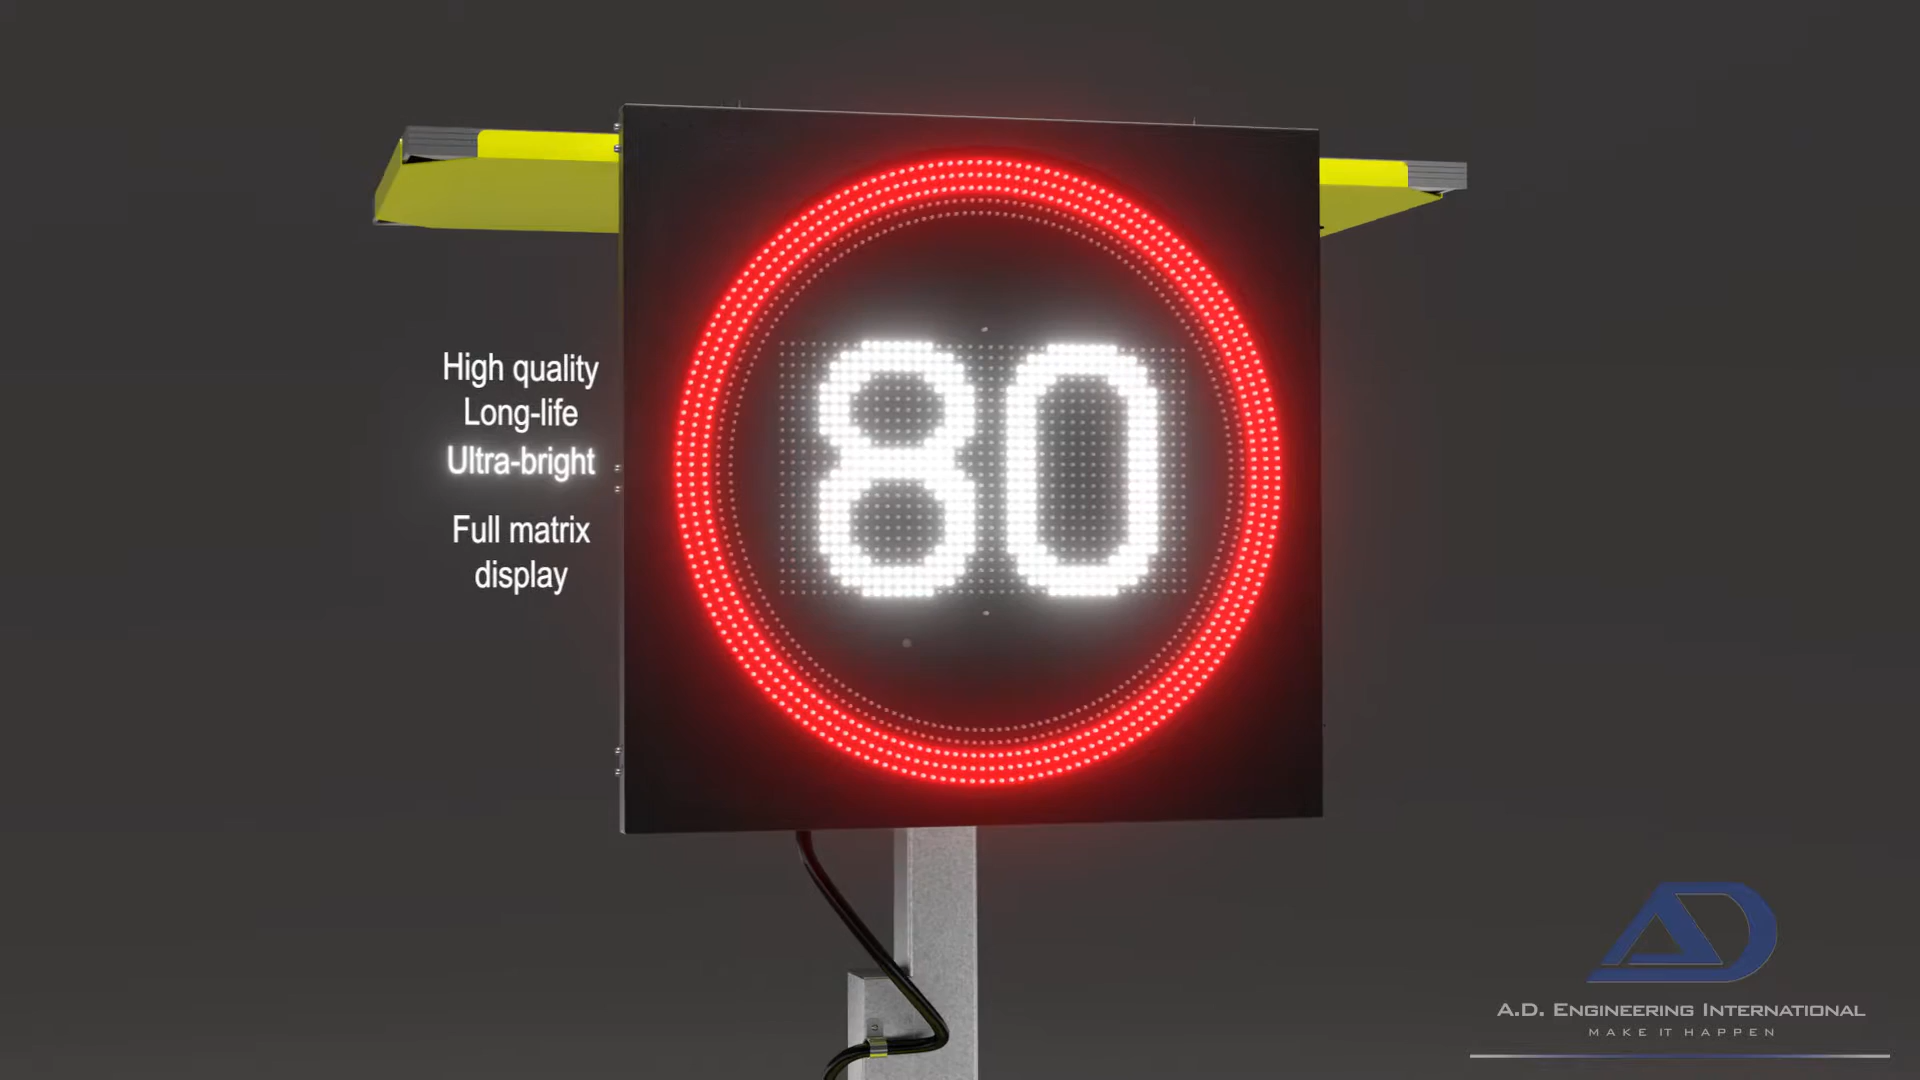 High quality
Long-life
Ultra-bright
Full matrix
display
80
A.D. ENGINEERING INTERNATIONAL
MAKE IT HAPPEN